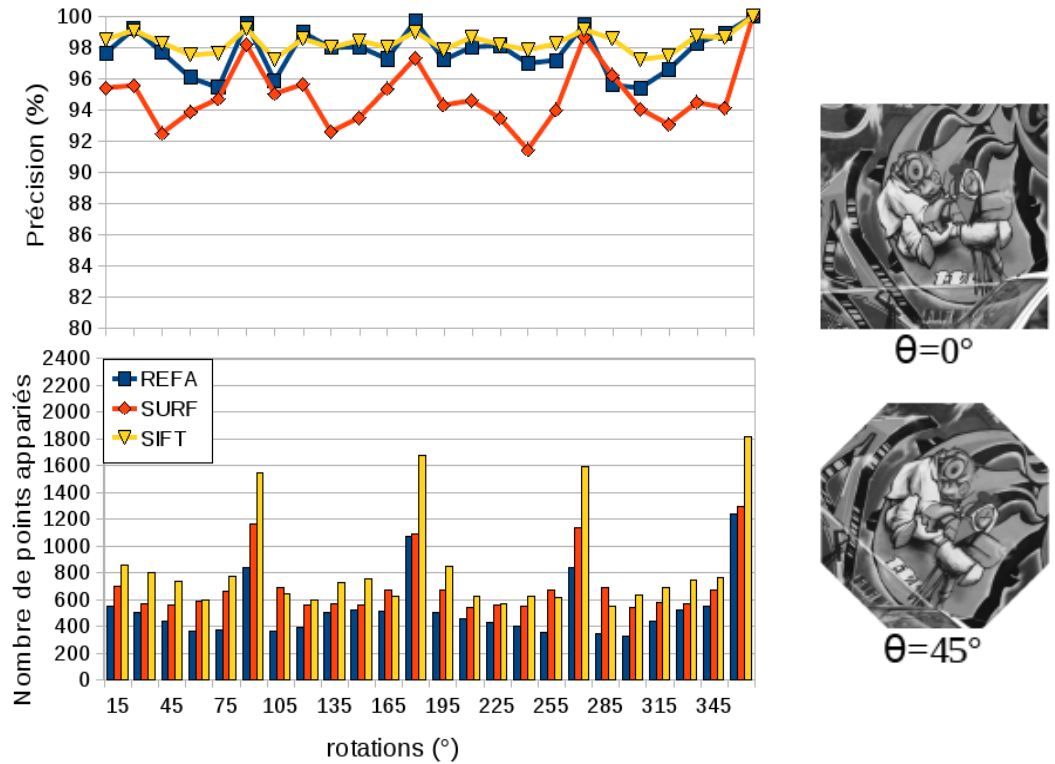 Précision (%)
100
98
96
94
92
90
88
86
84
82
80
Nombre de points appariés
2400
2200
2000
1800
1600
1400
1200
1000
800
600
400
200
0
REFA
SURF
SIFT
15 45 75 105 135 165 195 225 255 285 315 345
rotations (°)
θ=0°
θ=45°